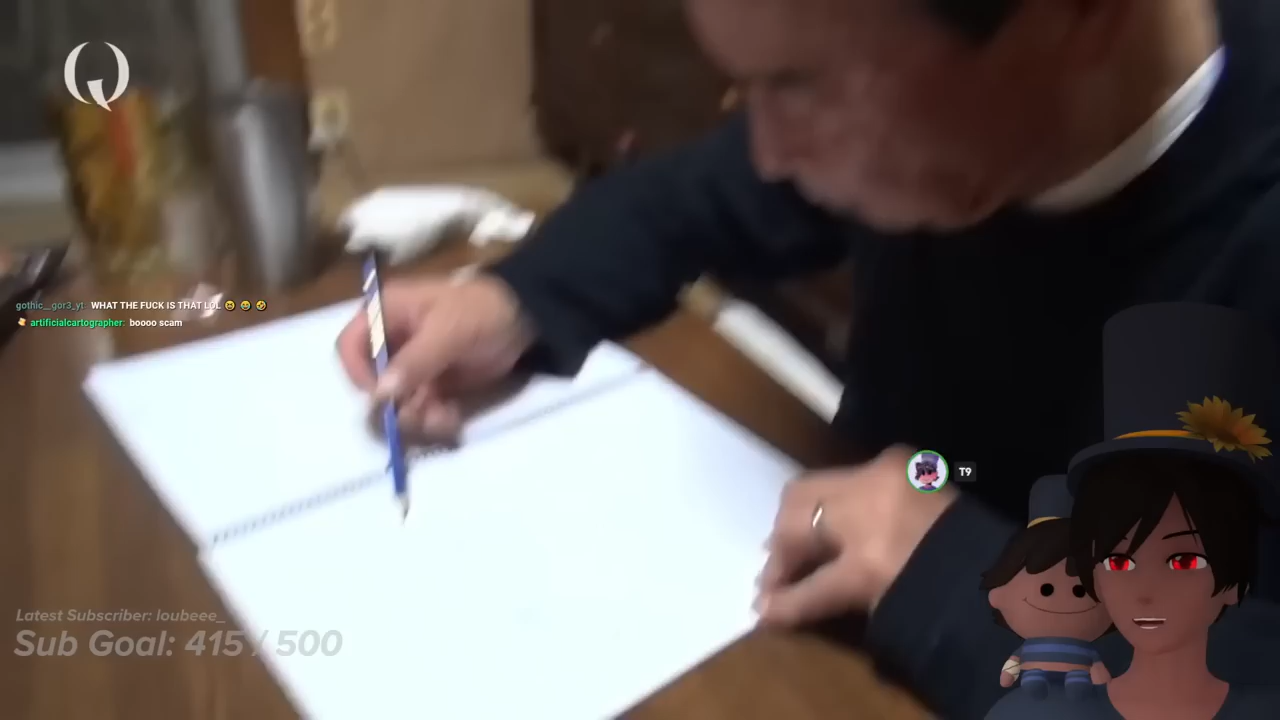 Q
gothic__gor3_yt: WHAT THE FUCK IS THAT LOL 😆 😂 🤣
artificialcartographer: boooo scam
T9
Latest Subscriber: loubeee_
Sub Goal: 415 / 500